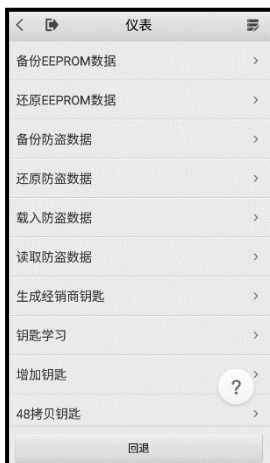 仪表
备份EEPROM数据
还原EEPROM数据
备份防盗数据
还原防盗数据
载入防盗数据
读取防盗数据
生成经销商钥匙
钥匙学习
增加钥匙
?
48拷贝钥匙
回退